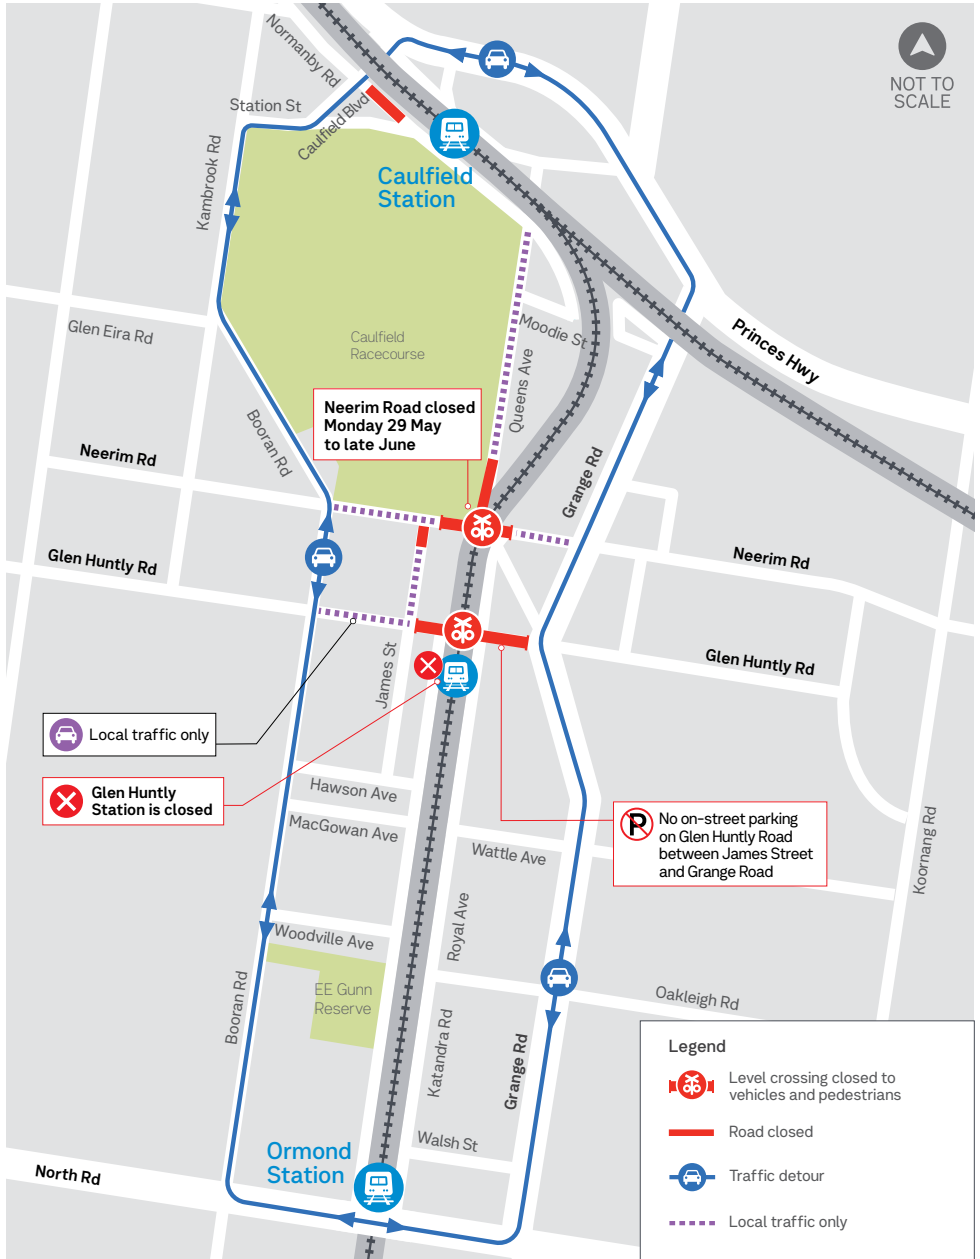 Normanby Rd
NOT TO
SCALE
Station St
Caulfield Blvd
Kambrook Rd
Caulfield
Station
Glen Eira Rd
Caulfield
Racecourse
Moodie St
Princes Hwy
Queens Ave
Neerim Road closed
Monday 29 May
to late June
Booran Rd
Neerim Rd
Grange Rd
Glen Huntly Rd
Neerim Rd
James St
Glen Huntly Rd
Local traffic only
Glen Huntly
Station is closed
Hawson Ave
MacGowan Ave
Wattle Ave
P
No on-street parking
on Glen Huntly Road
between James Street
and Grange Road
Koornang Rd
Royal Ave
Woodville Ave
EE Gunn
Reserve
Booran Rd
Oakleigh Rd
Katandra Rd
Grange Rd
Walsh St
Ormond
Station
North Rd
Legend
Level crossing closed to
vehicles and pedestrians
Road closed
Traffic detour
Local traffic only